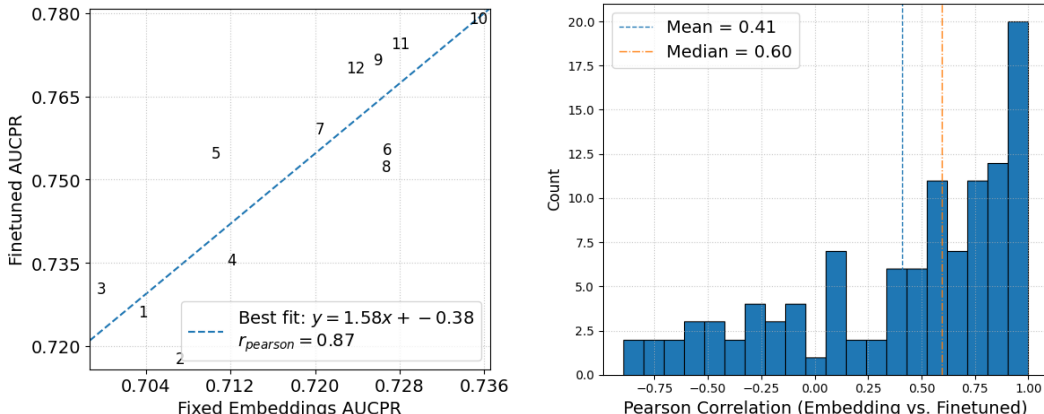 0.780
0.765
0.750
0.735
0.720
Finetuned AUCPR
10
11
9
12
7
6
5
8
4
3
1
2
Best fit: y = 1.58x + −0.38
r_pearson = 0.87
0.704 0.712 0.720 0.728 0.736
Fixed Embeddings AUCPR
20.0
17.5
15.0
12.5
10.0
7.5
5.0
2.5
0.0
Count
Mean = 0.41
Median = 0.60
−0.75 −0.50 −0.25 0.00 0.25 0.50 0.75 1.00
Pearson Correlation (Embedding vs. Finetuned)